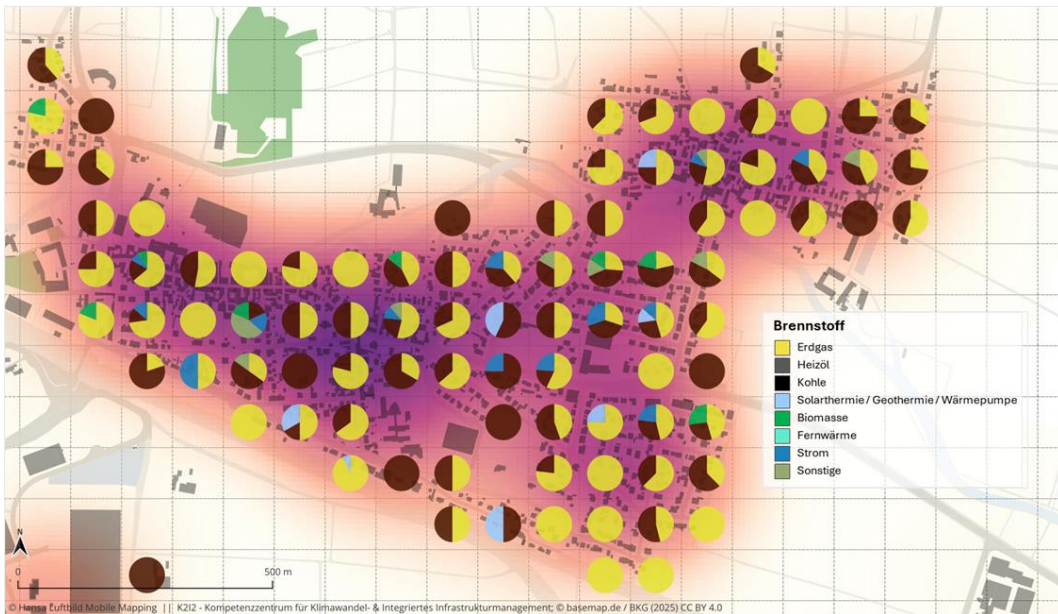 Brennstoff
Erdgas
Heizöl
Kohle
Solarthermie / Geothermie / Wärmepumpe
Biomasse
Fernwärme
Strom
Sonstige
N
0 500 m
© Hansa Luftbild Mobile Mapping || K2I2 - Kompetenzzentrum für Klimawandel- & Integriertes Infrastrukturmanagement; © basemap.de / BKG (2025) CC BY 4.0